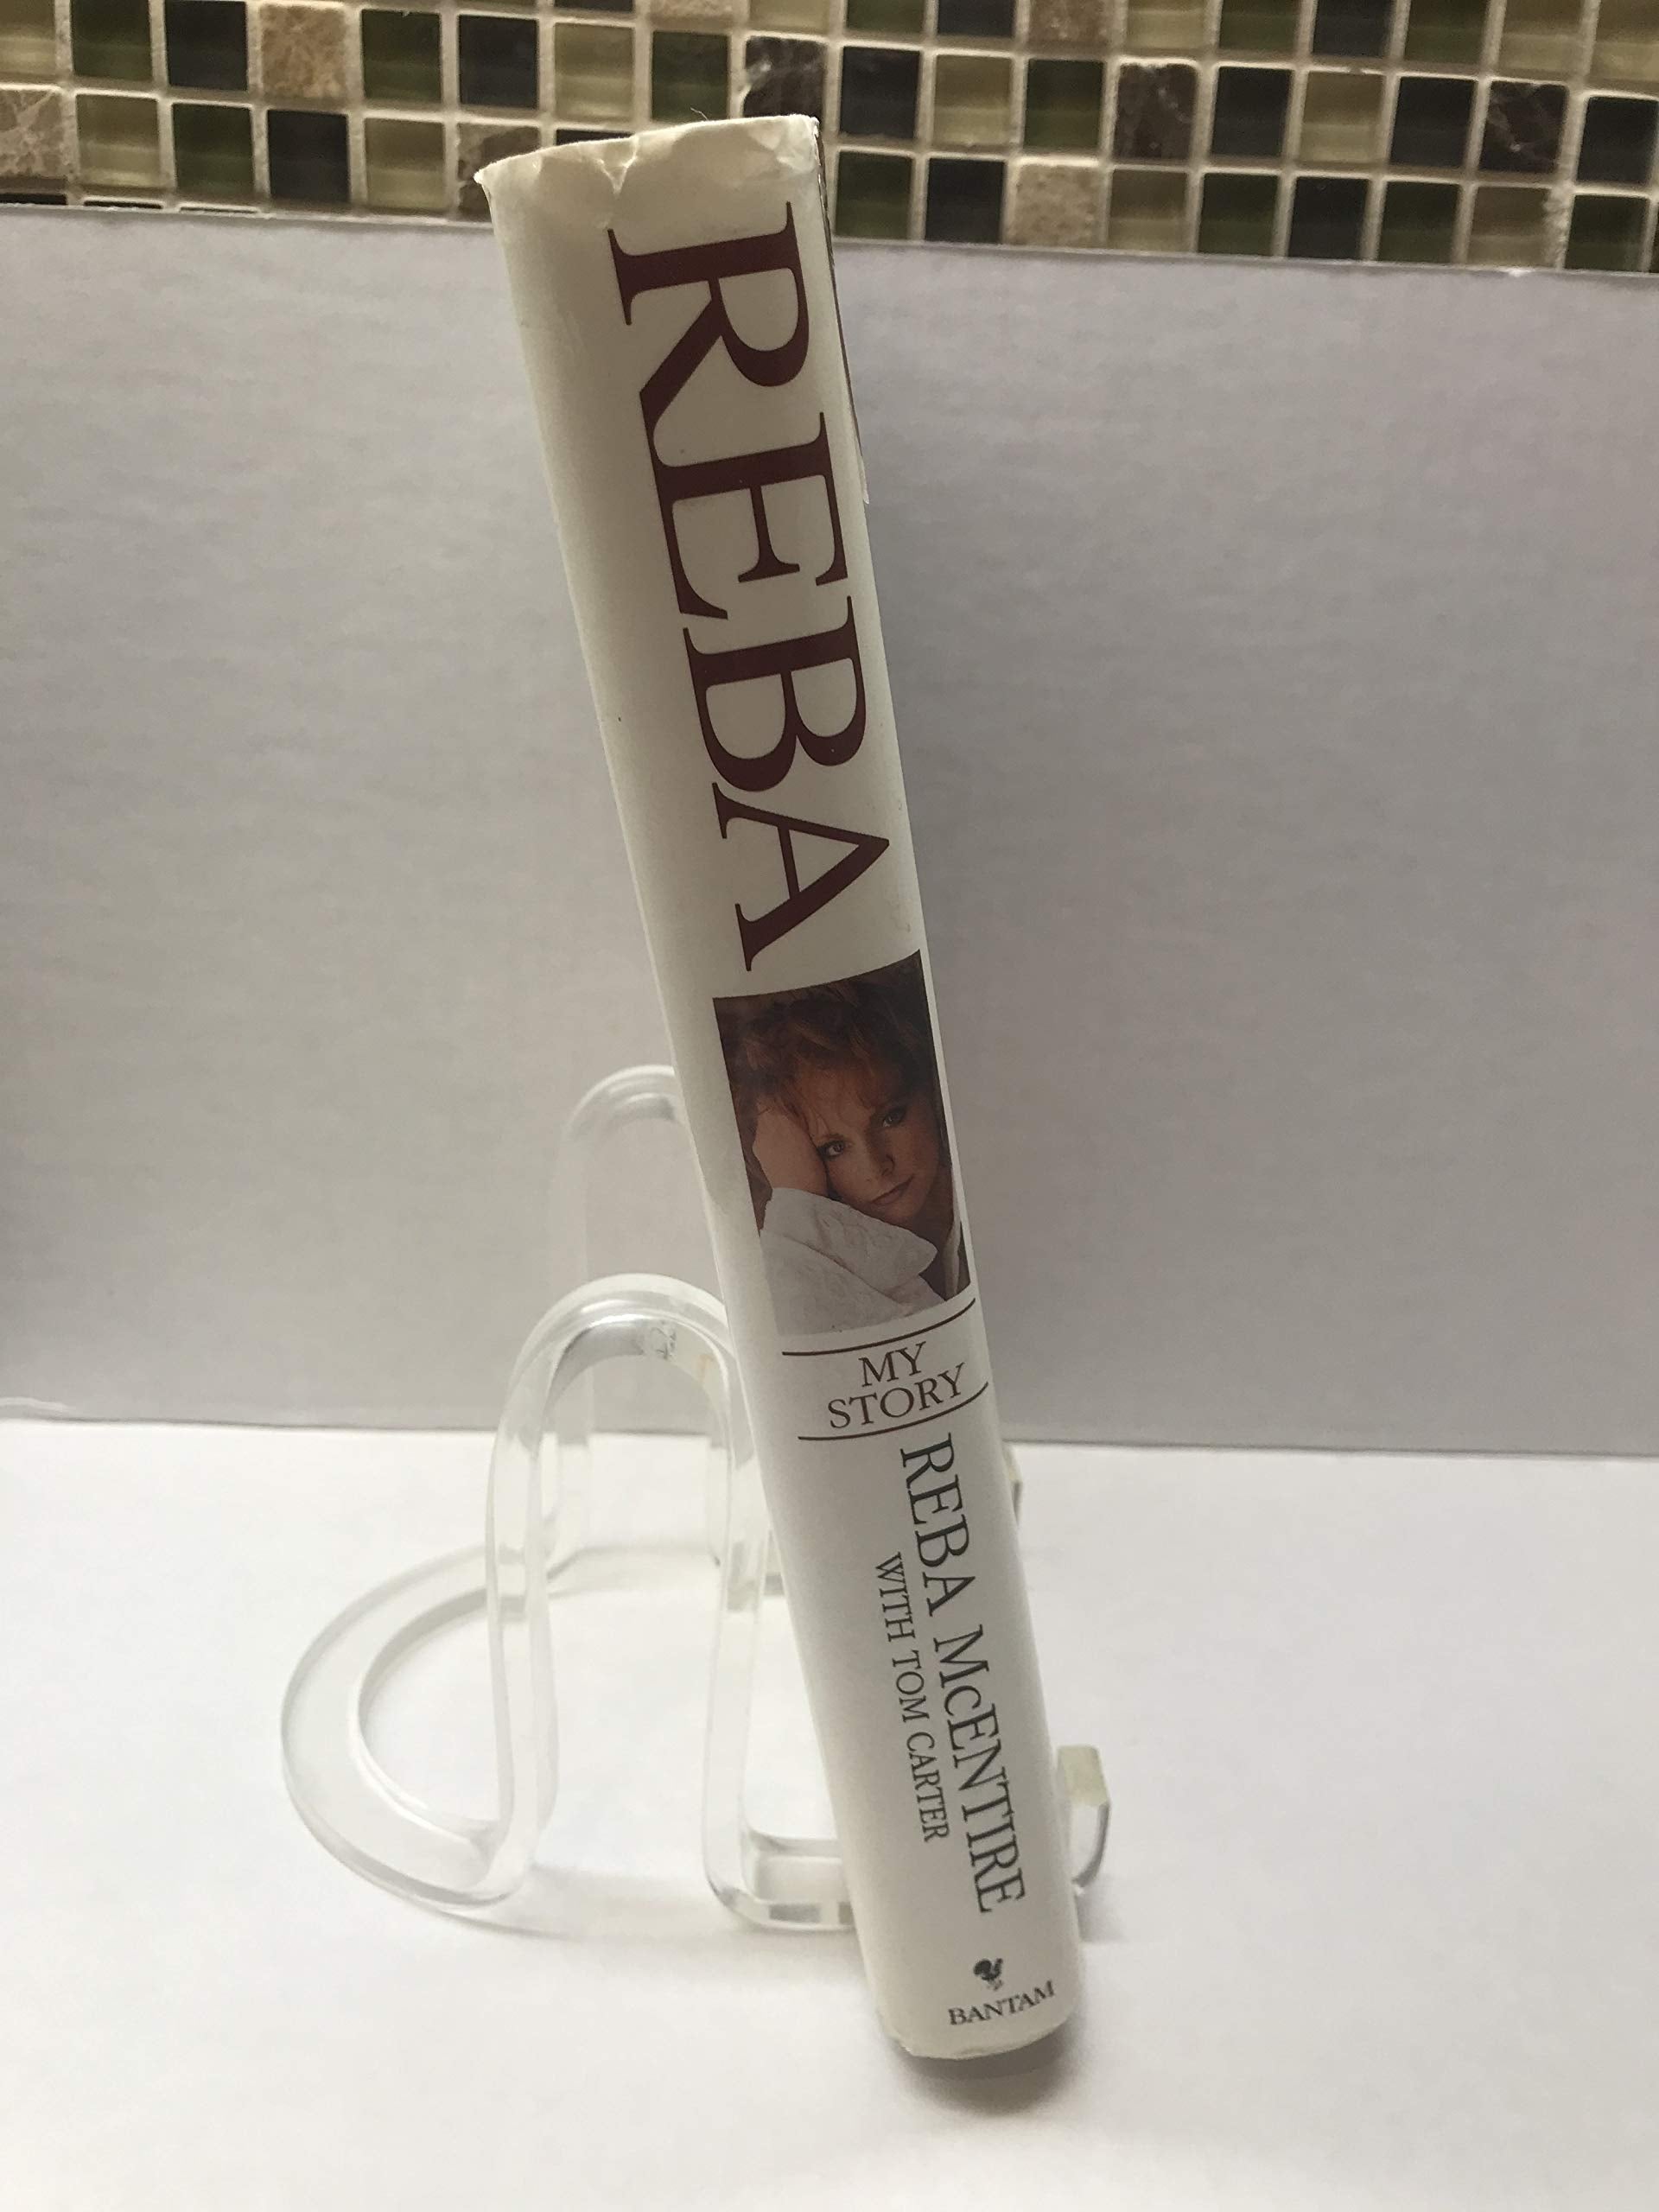 REBA
MY
STORY
REBA McENTIRE
WITH TOM CARTER
BANTAM